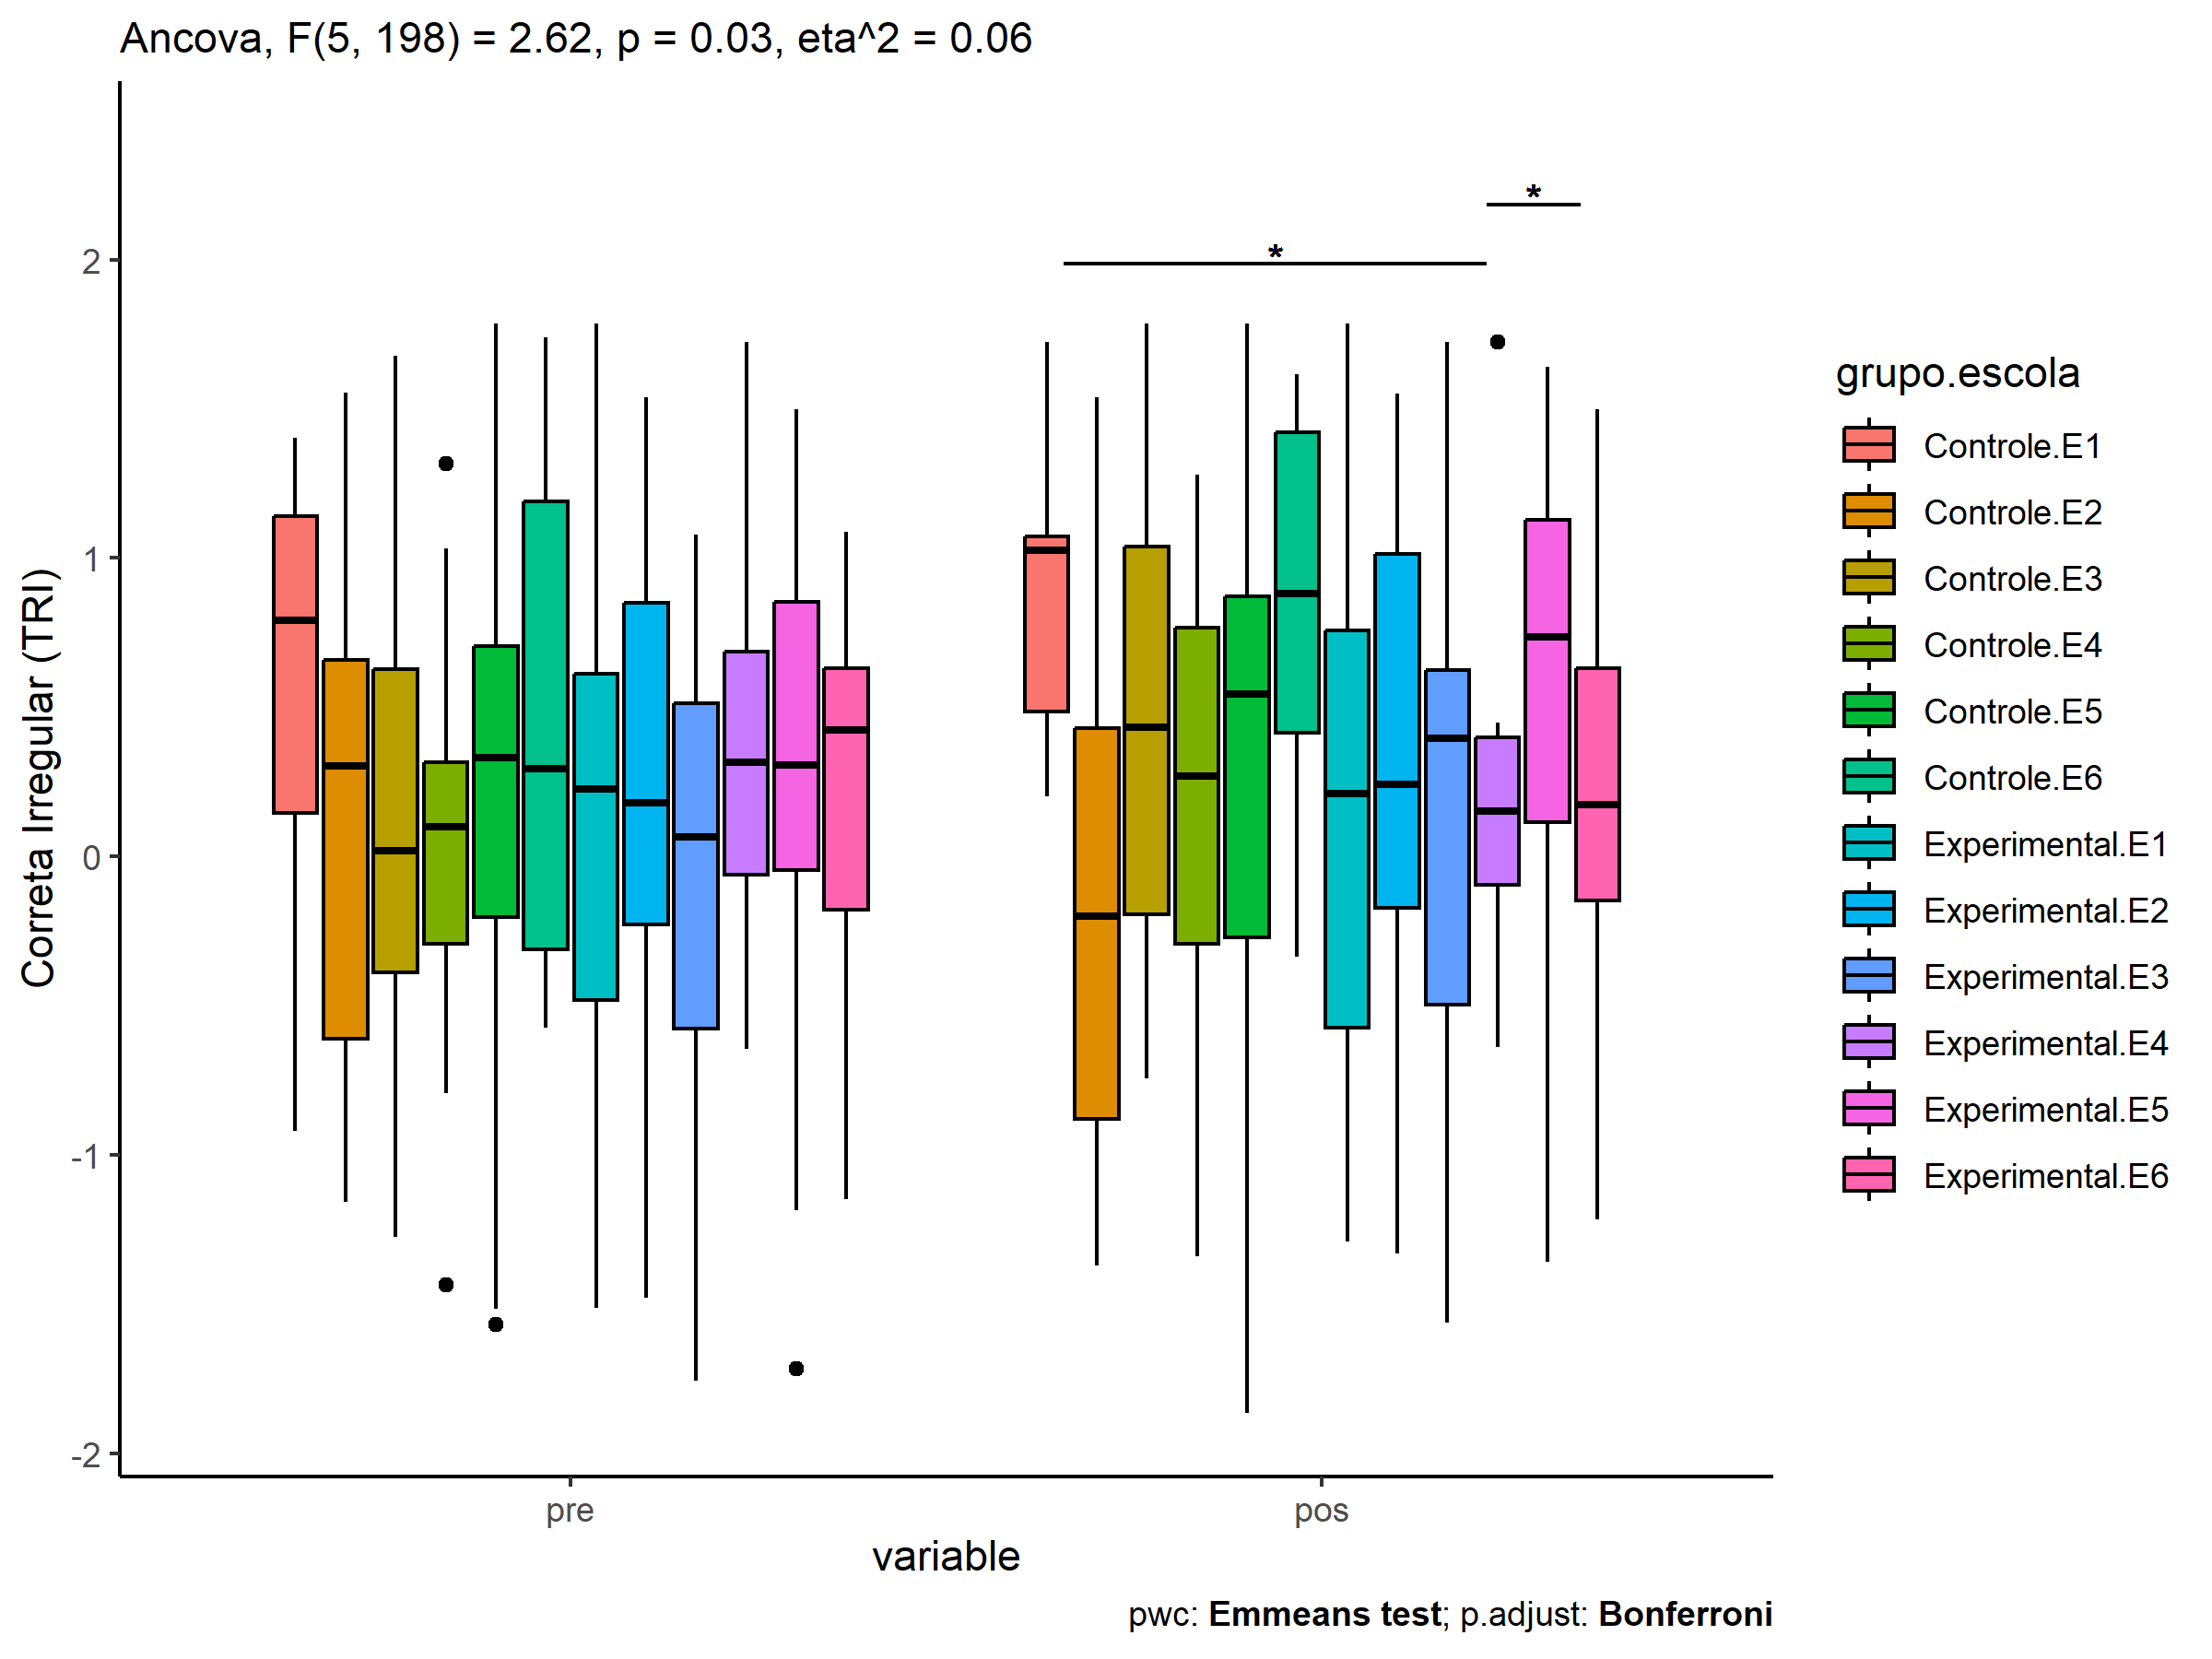 Ancova, F(5, 198) = 2.62, p = 0.03, eta^2 = 0.06
Correta Irregular (TRI)
2
1
0
-1
-2
*
*
pre
pos
variable
grupo.escola
Controle.E1
Controle.E2
Controle.E3
Controle.E4
Controle.E5
Controle.E6
Experimental.E1
Experimental.E2
Experimental.E3
Experimental.E4
Experimental.E5
Experimental.E6
pwc: Emmeans test; p.adjust: Bonferroni